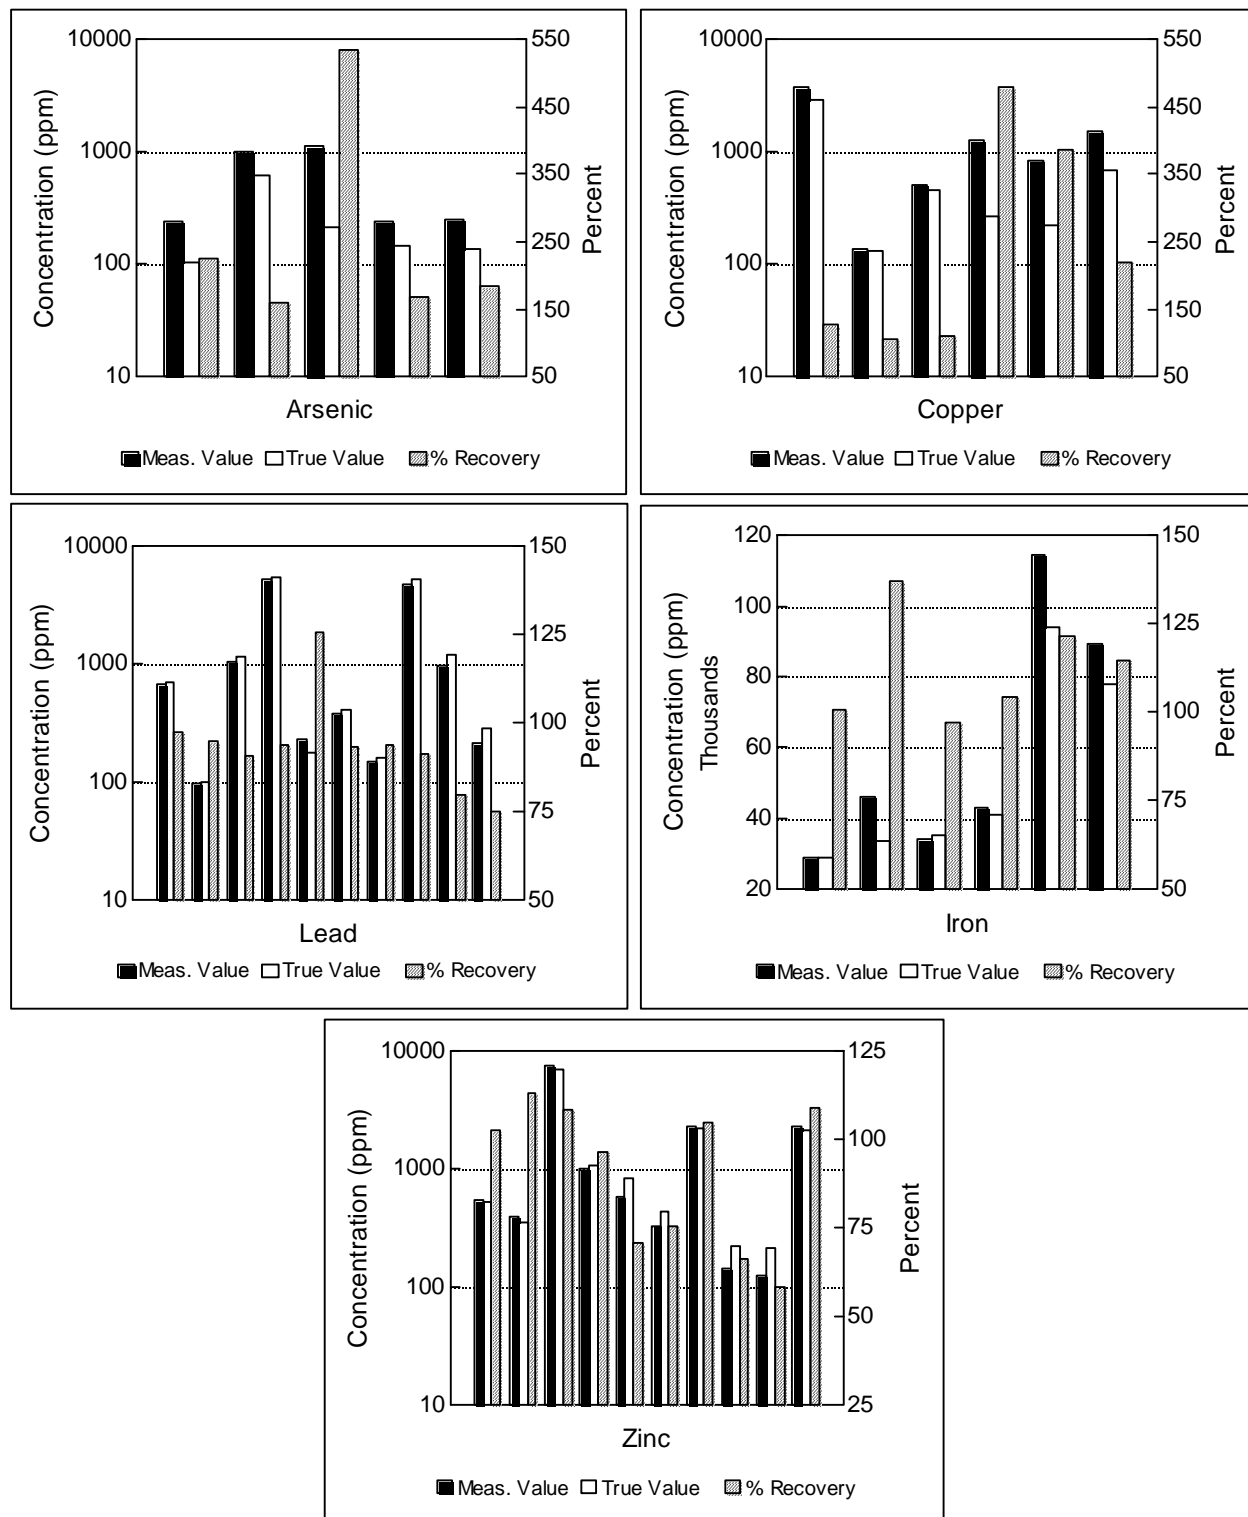 10000
1000
100
10
Concentration (ppm)
550
450
350
250
150
50
Percent
Arsenic
Meas. Value True Value % Recovery
10000
1000
100
10
Concentration (ppm)
550
450
350
250
150
50
Percent
Copper
Meas. Value True Value % Recovery
10000
1000
100
10
Concentration (ppm)
150
125
100
75
50
Percent
Lead
Meas. Value True Value % Recovery
120
100
80
60
40
20
Concentration (ppm)
Thousands
150
125
100
75
50
Percent
Iron
Meas. Value True Value % Recovery
10000
1000
100
10
Concentration (ppm)
125
100
75
50
25
Percent
Zinc
Meas. Value True Value % Recovery